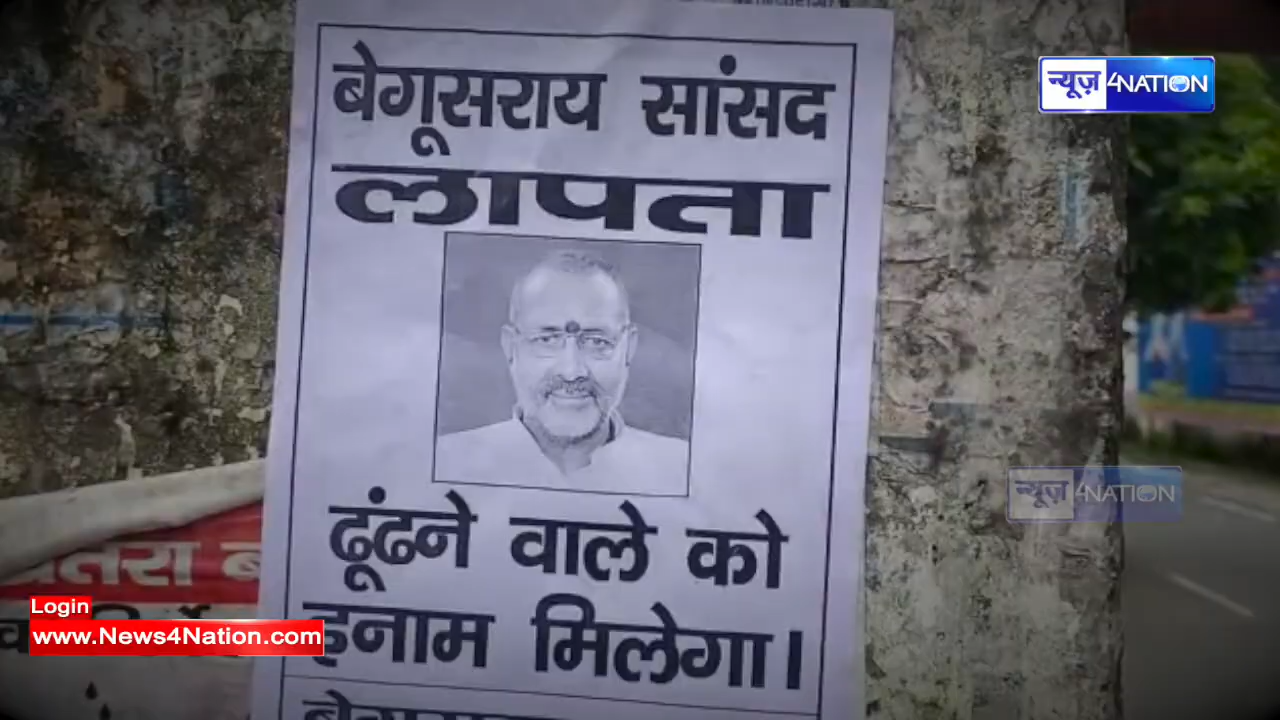 बेगूसराय सांसद
लापता
ढूंढने वाले को
इनाम मिलेगा।
न्यूज़ 4NATION
न्यूज़ 4NATION
Login
www.News4Nation.com